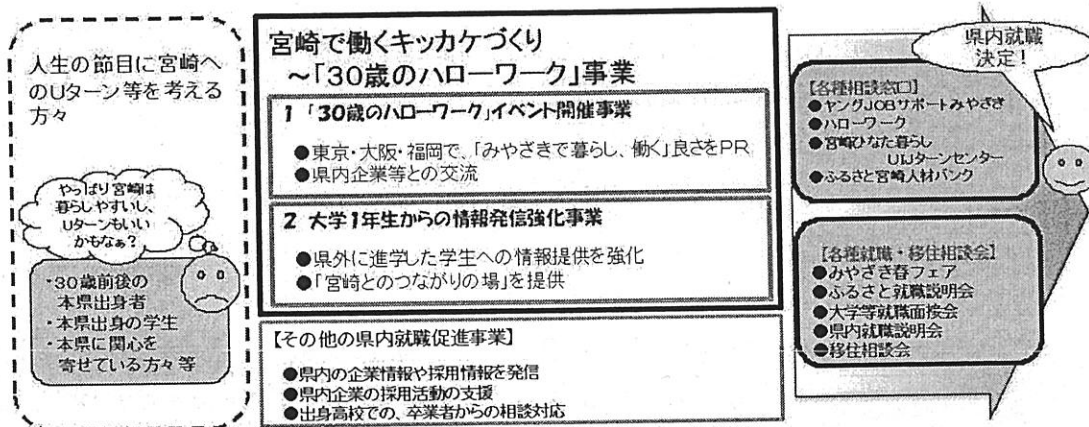 人生の節目に宮崎へ
のUターン等を考える
方々
やっぱり宮崎は
暮らしやすいし、
Uターンもいい
かもなぁ?
・30歳前後の
本県出身者
・本県出身の学生
・本県に関心を
寄せている方々等
宮崎で働くキッカケづくり
～「30歳のハローワーク」事業
1 「30歳のハローワーク」イベント開催事業
●東京・大阪・福岡で、「みやざきで暮らし、働く」良さをPR
●県内企業等との交流
2 大学1年生からの情報発信強化事業
●県外に進学した学生への情報提供を強化
●「宮崎とのつながりの場」を提供
【その他の県内就職促進事業】
●県内の企業情報や採用情報を発信
●県内企業の採用活動の支援
●出身高校での、卒業者からの相談対応
県内就職
決定!
【各種相談窓口】
●ヤングJOBサポートみやざき
●ハローワーク
●宮崎ひなた暮らし
UIJターンセンター
●ふるさと宮崎人材バンク
【各種就職・移住相談会】
●みやざき春フェア
●ふるさと就職説明会
●大学等就職面接会
●県内就職説明会
●移住相談会